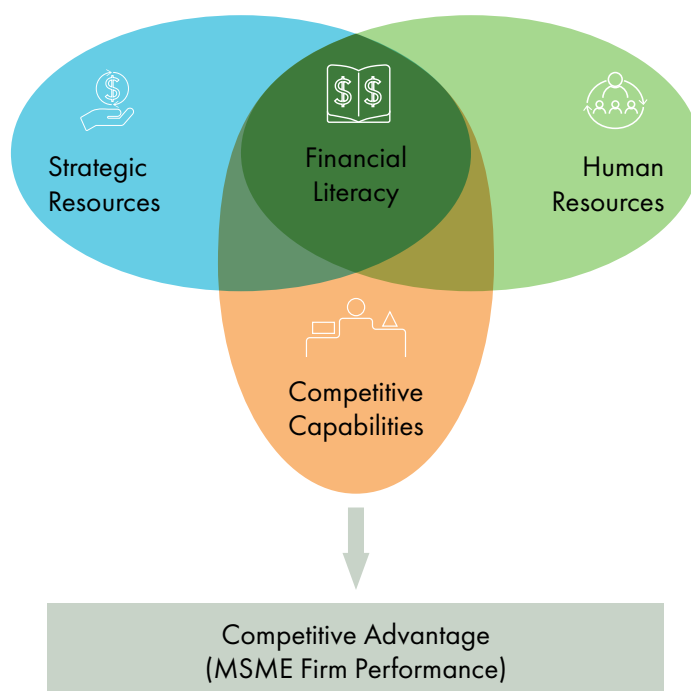 Strategic
Resources
Financial
Literacy
Human
Resources
Competitive
Capabilities
Competitive Advantage
(MSME Firm Performance)